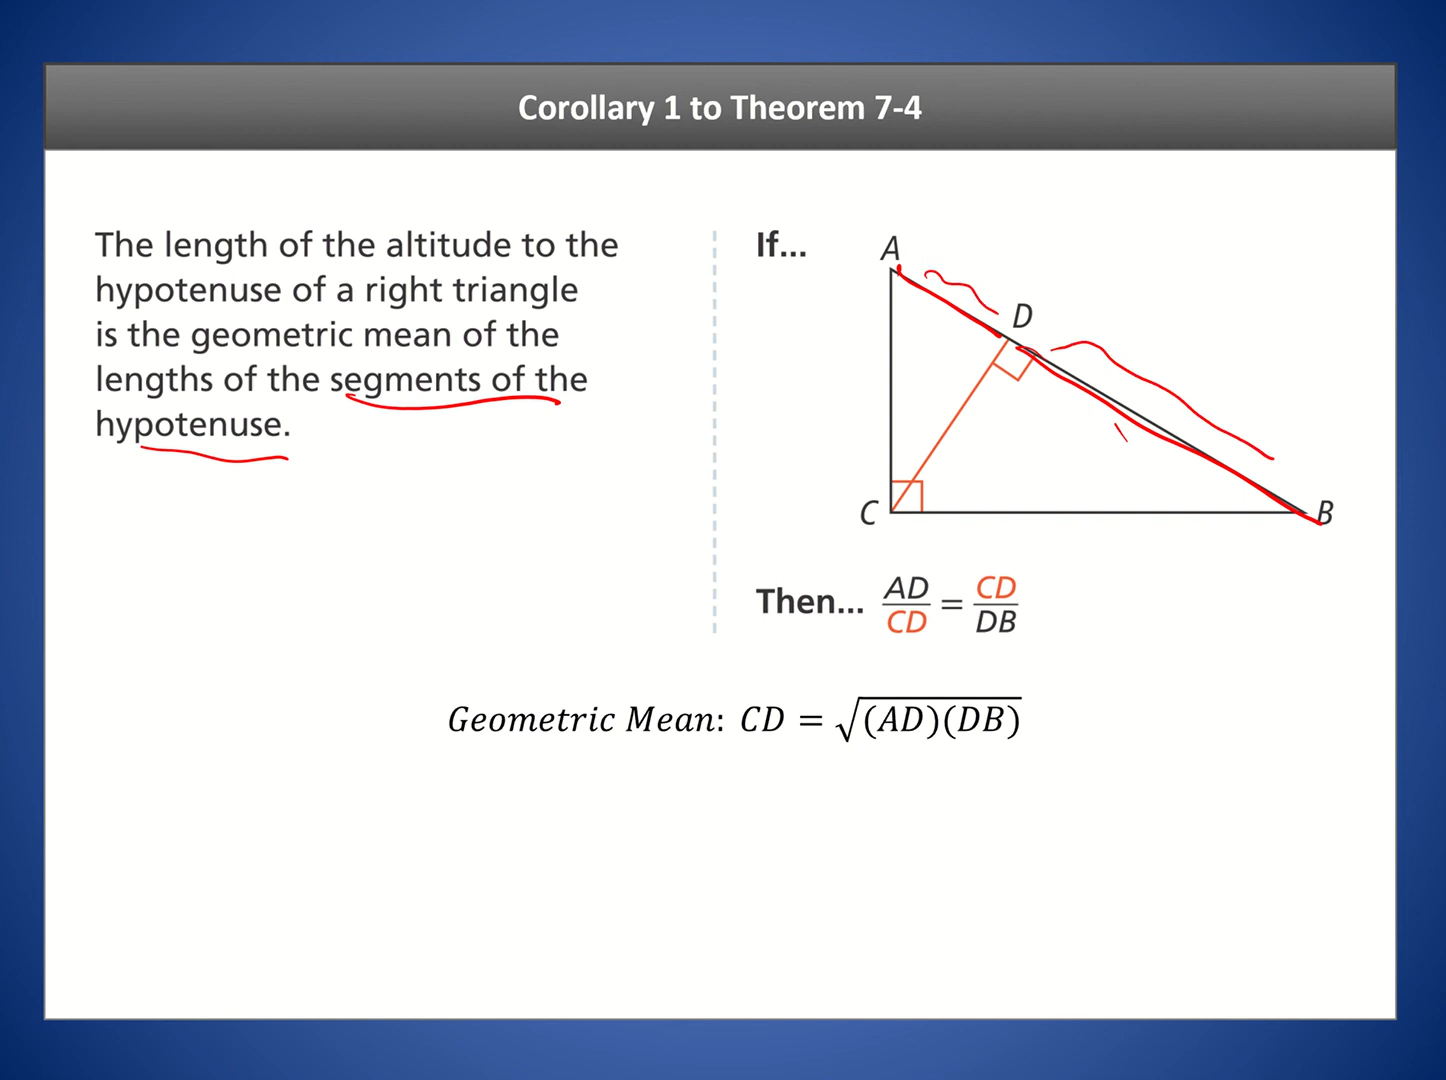 Corollary 1 to Theorem 7-4
The length of the altitude to the
hypotenuse of a right triangle
is the geometric mean of the
lengths of the segments of the
hypotenuse.
If...
A
D
C
B
Then... AD/CD = CD/DB
Geometric Mean: CD = √(AD)(DB)